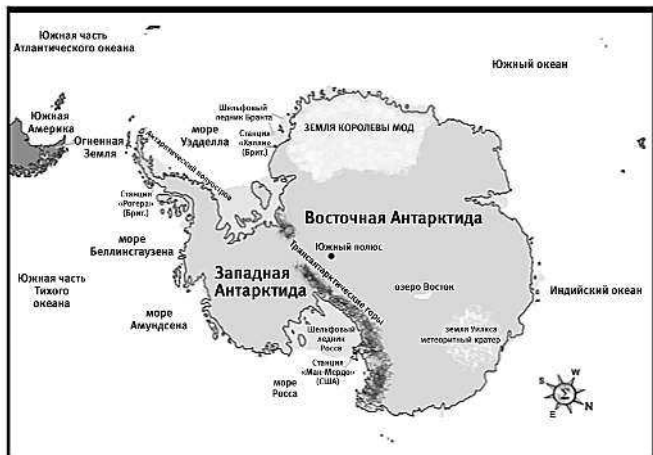 Южная часть
Атлантического океана
Южный океан
Южная
Америка
Огненная
Земля
Шельфовый
ледник Бранта
море
Уэдделла
Станция
«Халли»
(Брит.)
ЗЕМЛЯ КОРОЛЕВЫ МОД
Антарктический полуостров
Станция
«Ротера»
(Бриг.)
Восточная Антарктида
море
Беллинсгаузена
Южный полюс
Южная часть
Тихого
океана
Западная
Антарктида
Трансантарктические горы
озеро Восток
Индийский океан
море
Амундсена
Шельфовый
ледник
Росса
земля Уилкса
метеоритный кратер
Станция
«Мак-Мердо»
(США)
море
Росса
W
S
Σ
N
E